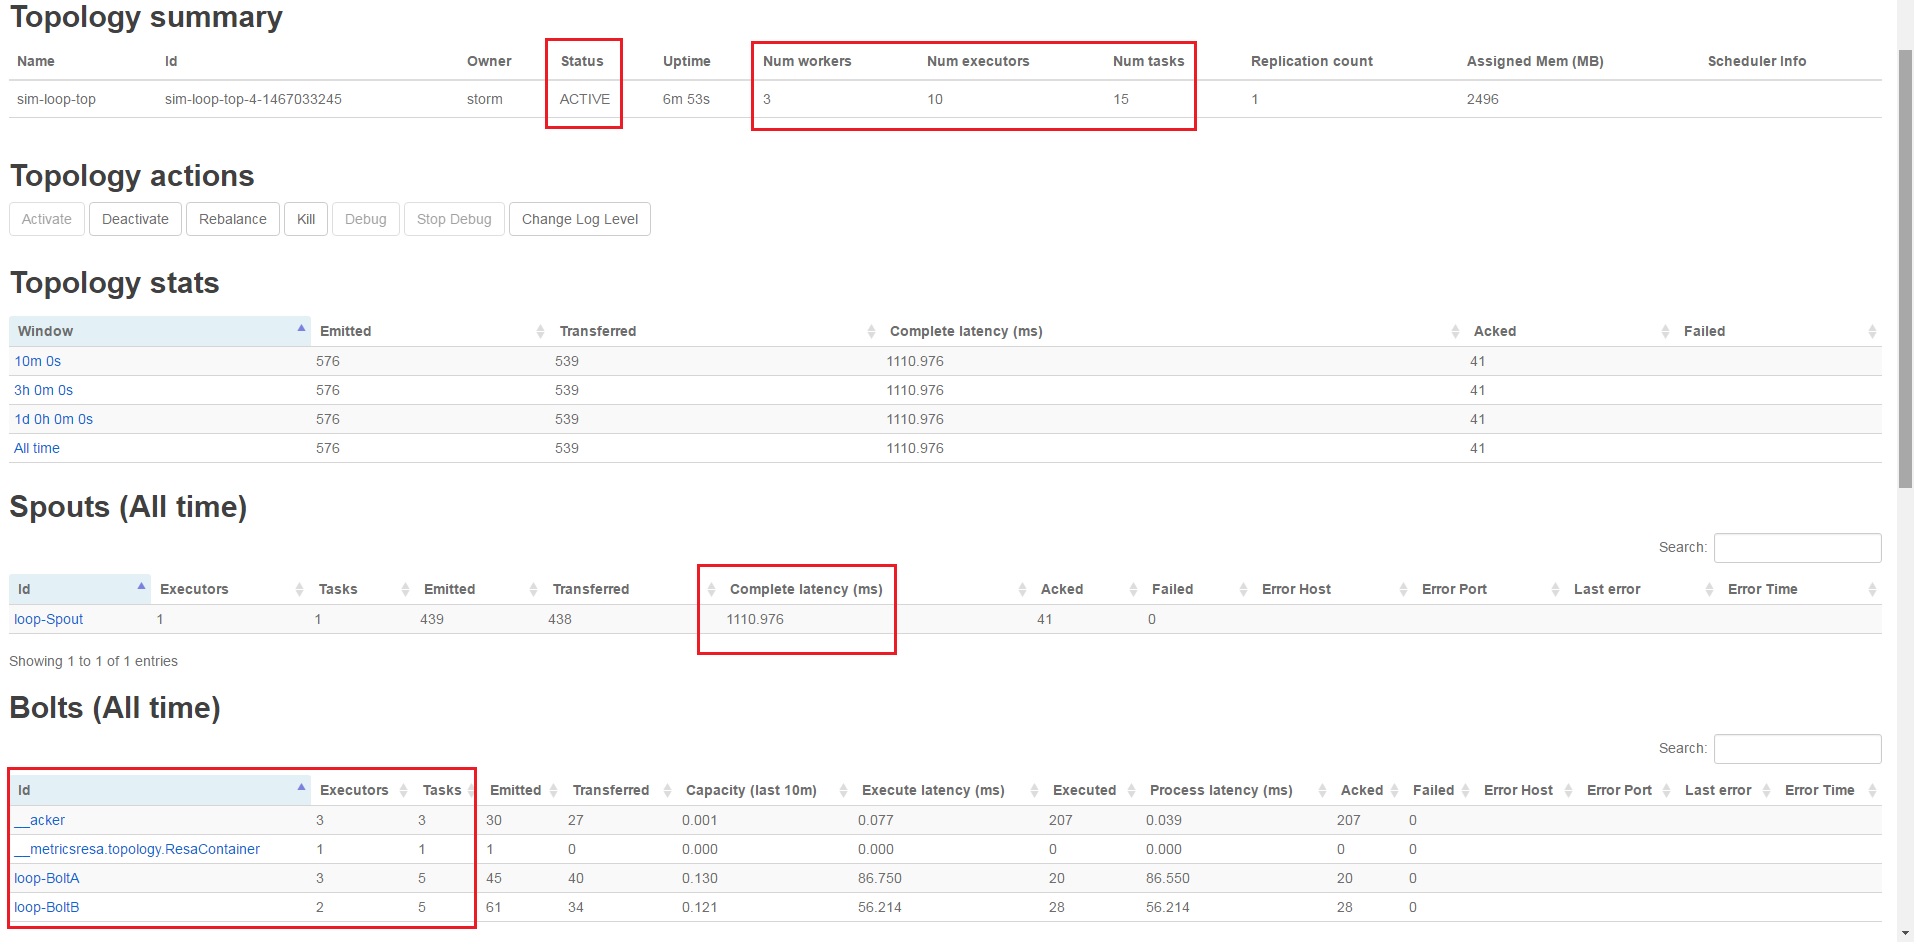 Topology summary
Name Id Owner Status Uptime Num workers Num executors Num tasks Replication count Assigned Mem (MB) Scheduler Info
sim-loop-top sim-loop-top-4-1467033245 storm ACTIVE 6m 53s 3 10 15 1 2496
Topology actions
Activate Deactivate Rebalance Kill Debug Stop Debug Change Log Level
Topology stats
Window Emitted Transferred Complete latency (ms) Acked Failed
10m 0s 576 539 1110.976 41
3h 0m 0s 576 539 1110.976 41
1d 0h 0m 0s 576 539 1110.976 41
All time 576 539 1110.976 41
Spouts (All time)
Search:
Id Executors Tasks Emitted Transferred Complete latency (ms) Acked Failed Error Host Error Port Last error Error Time
loop-Spout 1 1 439 438 1110.976 41 0
Showing 1 to 1 of 1 entries
Bolts (All time)
Search:
Id Executors Tasks Emitted Transferred Capacity (last 10m) Execute latency (ms) Executed Process latency (ms) Acked Failed Error Host Error Port Last error Error Time
__acker 3 3 30 27 0.001 0.077 207 0.039 207 0
__metricsresa.topology.ResaContainer 1 1 1 0 0.000 0.000 0 0.000 0 0
loop-BoltA 3 5 45 40 0.130 86.750 20 86.550 20 0
loop-BoltB 2 5 61 34 0.121 56.214 28 56.214 28 0